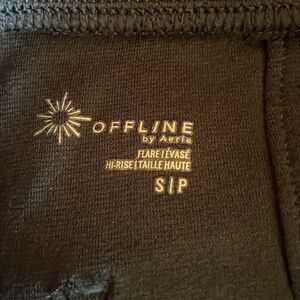 OFFLINE
by Aerie
FLARE | ÉVASÉ
HI-RISE | TAILLE HAUTE
S | P